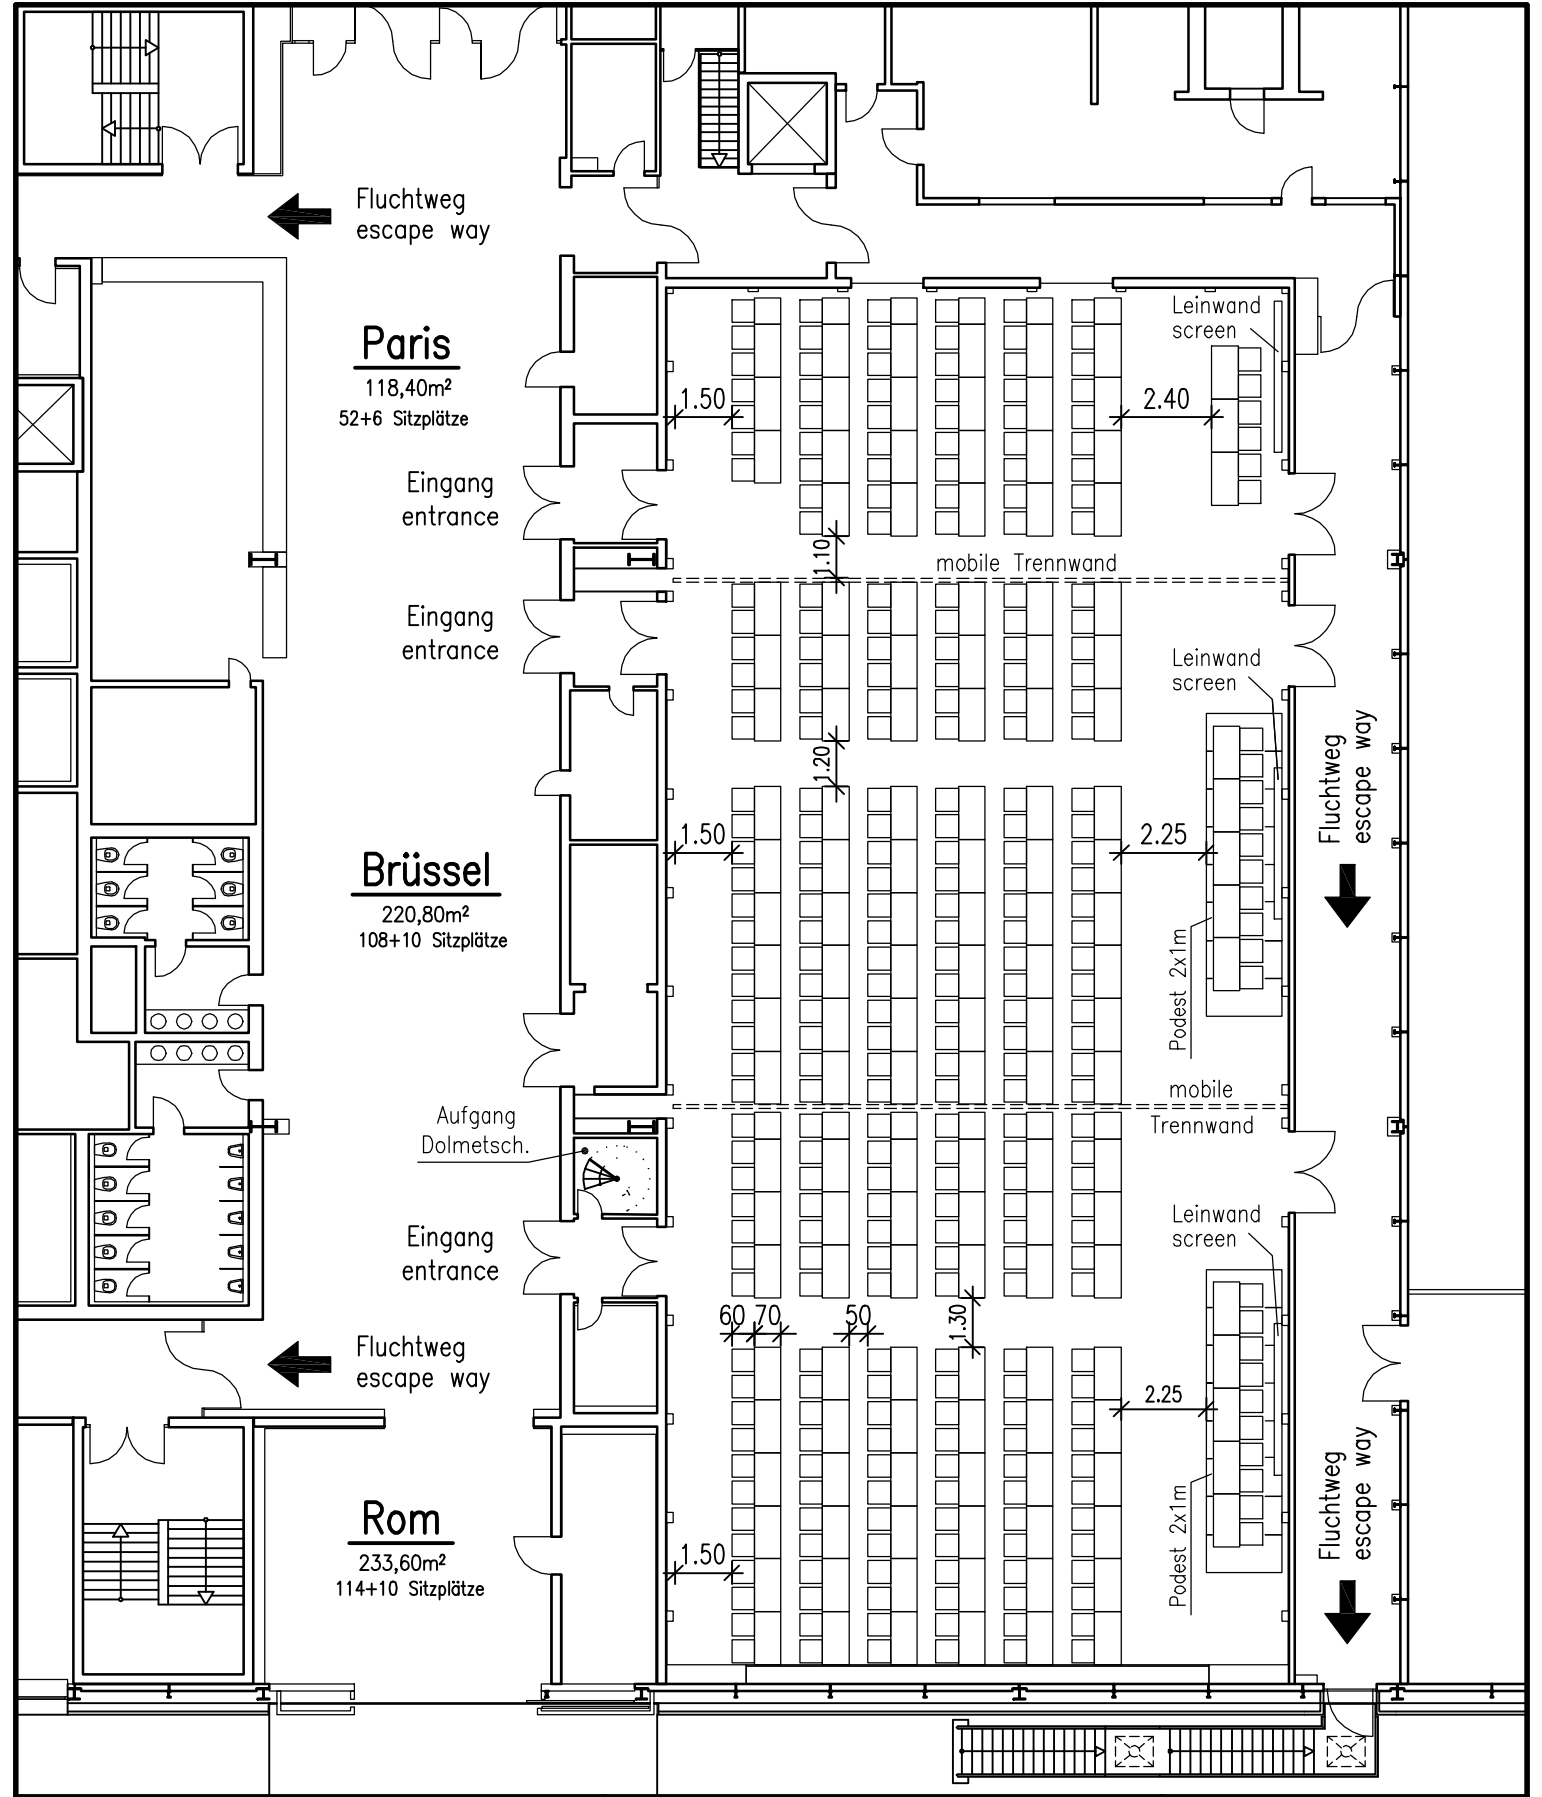 Fluchtweg
escape way
Leinwand
screen
Paris
118,40m²
52+6 Sitzplätze
1.50
2.40
Eingang
entrance
1.10
mobile Trennwand
Eingang
entrance
Leinwand
screen
1.20
Fluchtweg
escape way
1.50
2.25
Brüssel
220,80m²
108+10 Sitzplätze
Podest 2x1m
mobile
Trennwand
Aufgang
Dolmetsch.
Leinwand
screen
Eingang
entrance
60 70
50
1.30
Fluchtweg
escape way
2.25
Fluchtweg
escape way
Podest 2x1m
Rom
233,60m²
114+10 Sitzplätze
1.50